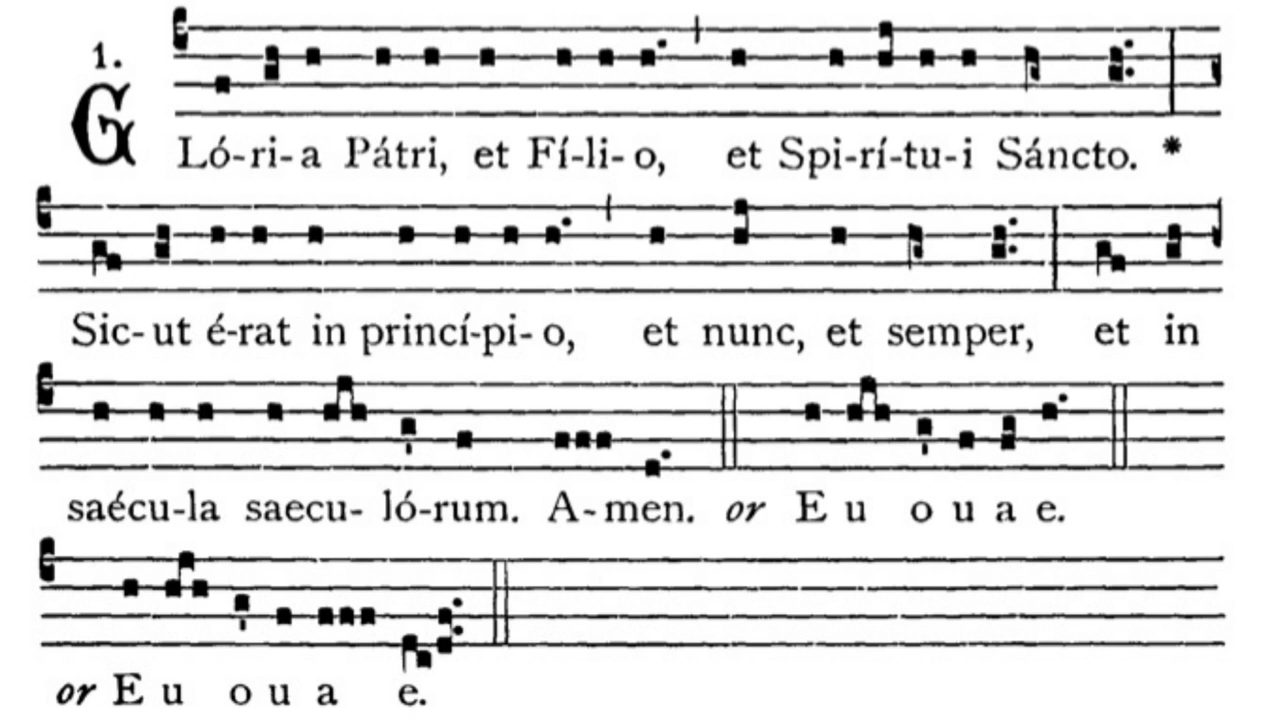 1.
GLó-ri-a Pátri, et Fí-li-o, et Spi-rí-tu-i Sáncto. *
Sic-ut é-rat in princí-pi-o, et nunc, et semper, et in
saécu-la saecu-ló-rum. A-men. or E u o u a e.
or E u o u a e.